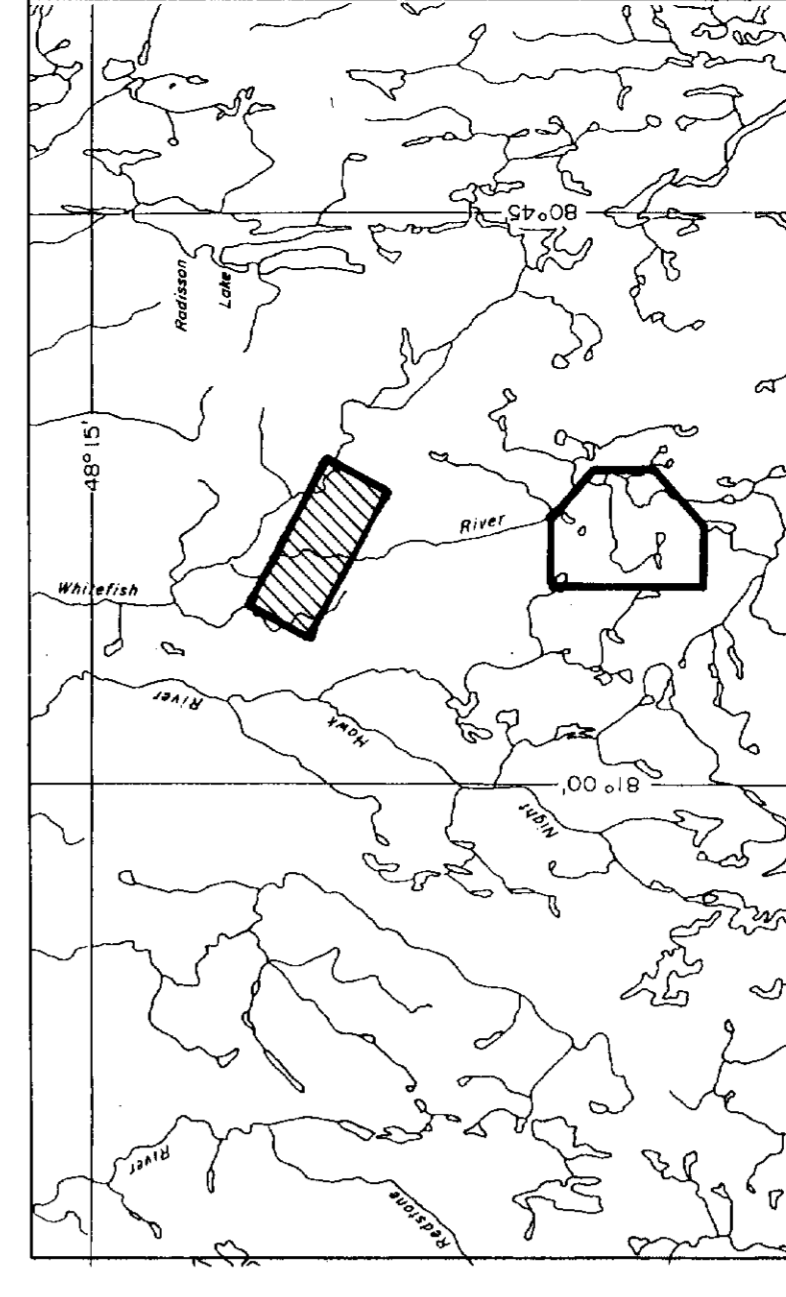 80°45'
Radisson
Lake
48° 15'
River
Whitefish
River
Hawk
81° 00'
Night
River
Redstone